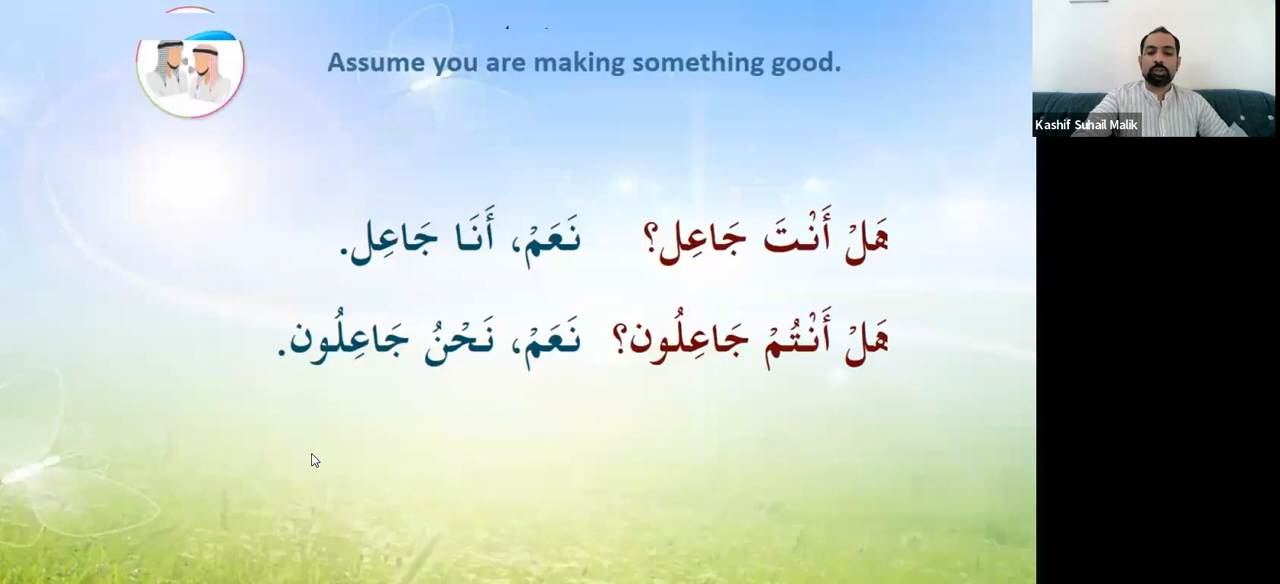 Assume you are making something good.
Kashif Suhail Malik
هَلْ أَنْتَ جَاعِل؟ نَعَمْ، أَنَا جَاعِل.
هَلْ أَنْتُمْ جَاعِلُون؟ نَعَمْ، نَحْنُ جَاعِلُون.